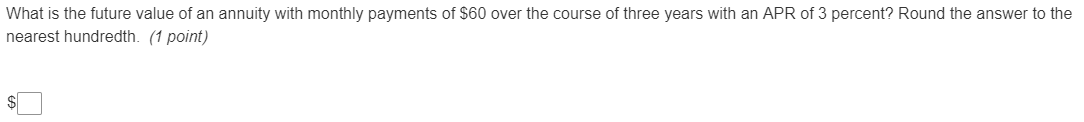 What is the future value of an annuity with monthly payments of $60 over the course of three years with an APR of 3 percent? Round the answer to the
nearest hundredth. (1 point)
$